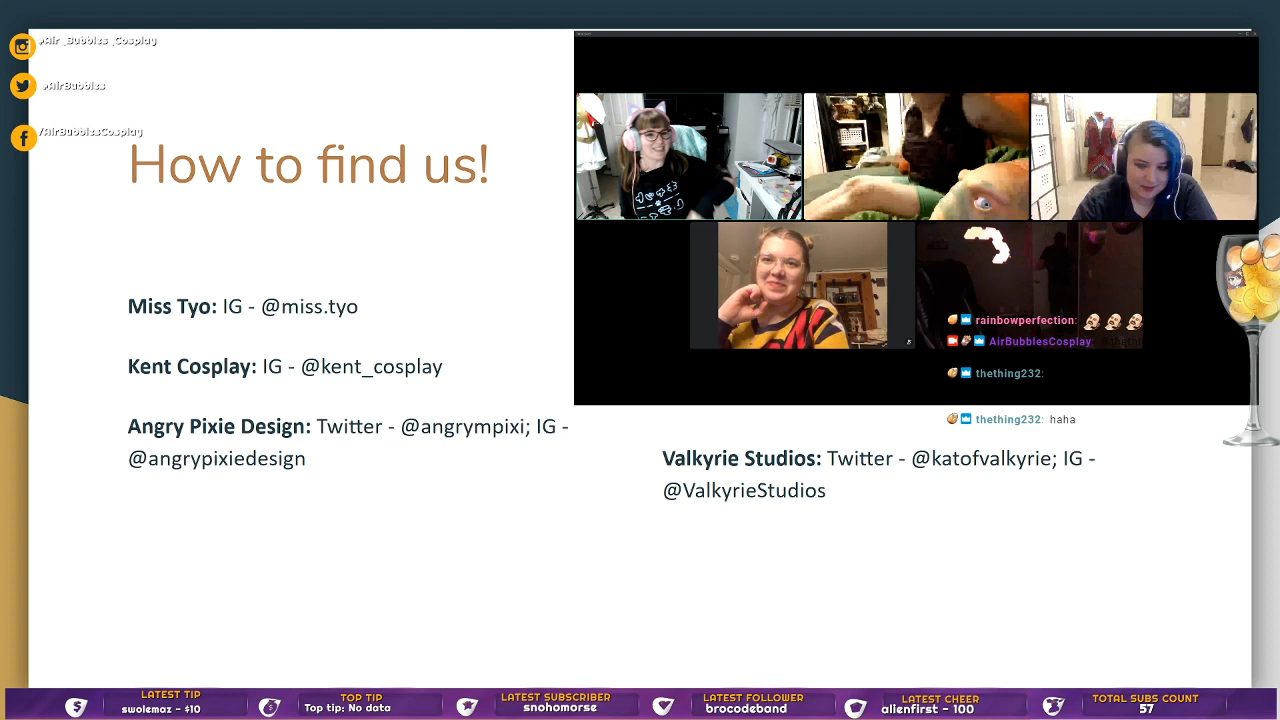 @Air_Bubbles_Cosplay
@AirBubbles
/AirBubblesCosplay
How to find us!
Miss Tyo: IG - @miss.tyo
Kent Cosplay: IG - @kent_cosplay
Angry Pixie Design: Twitter - @angrympixi; IG -
@angrypixiedesign
rainbowperfection:
AirBubblesCosplay:
thething232:
thething232: haha
Valkyrie Studios: Twitter - @katofvalkyrie; IG -
@ValkyrieStudios
LATEST TIP
swolemaz - $10
TOP TIP
Top tip: No data
LATEST SUBSCRIBER
snohomorse
LATEST FOLLOWER
brocodeband
LATEST CHEER
alienfirst - 100
TOTAL SUBS COUNT
57